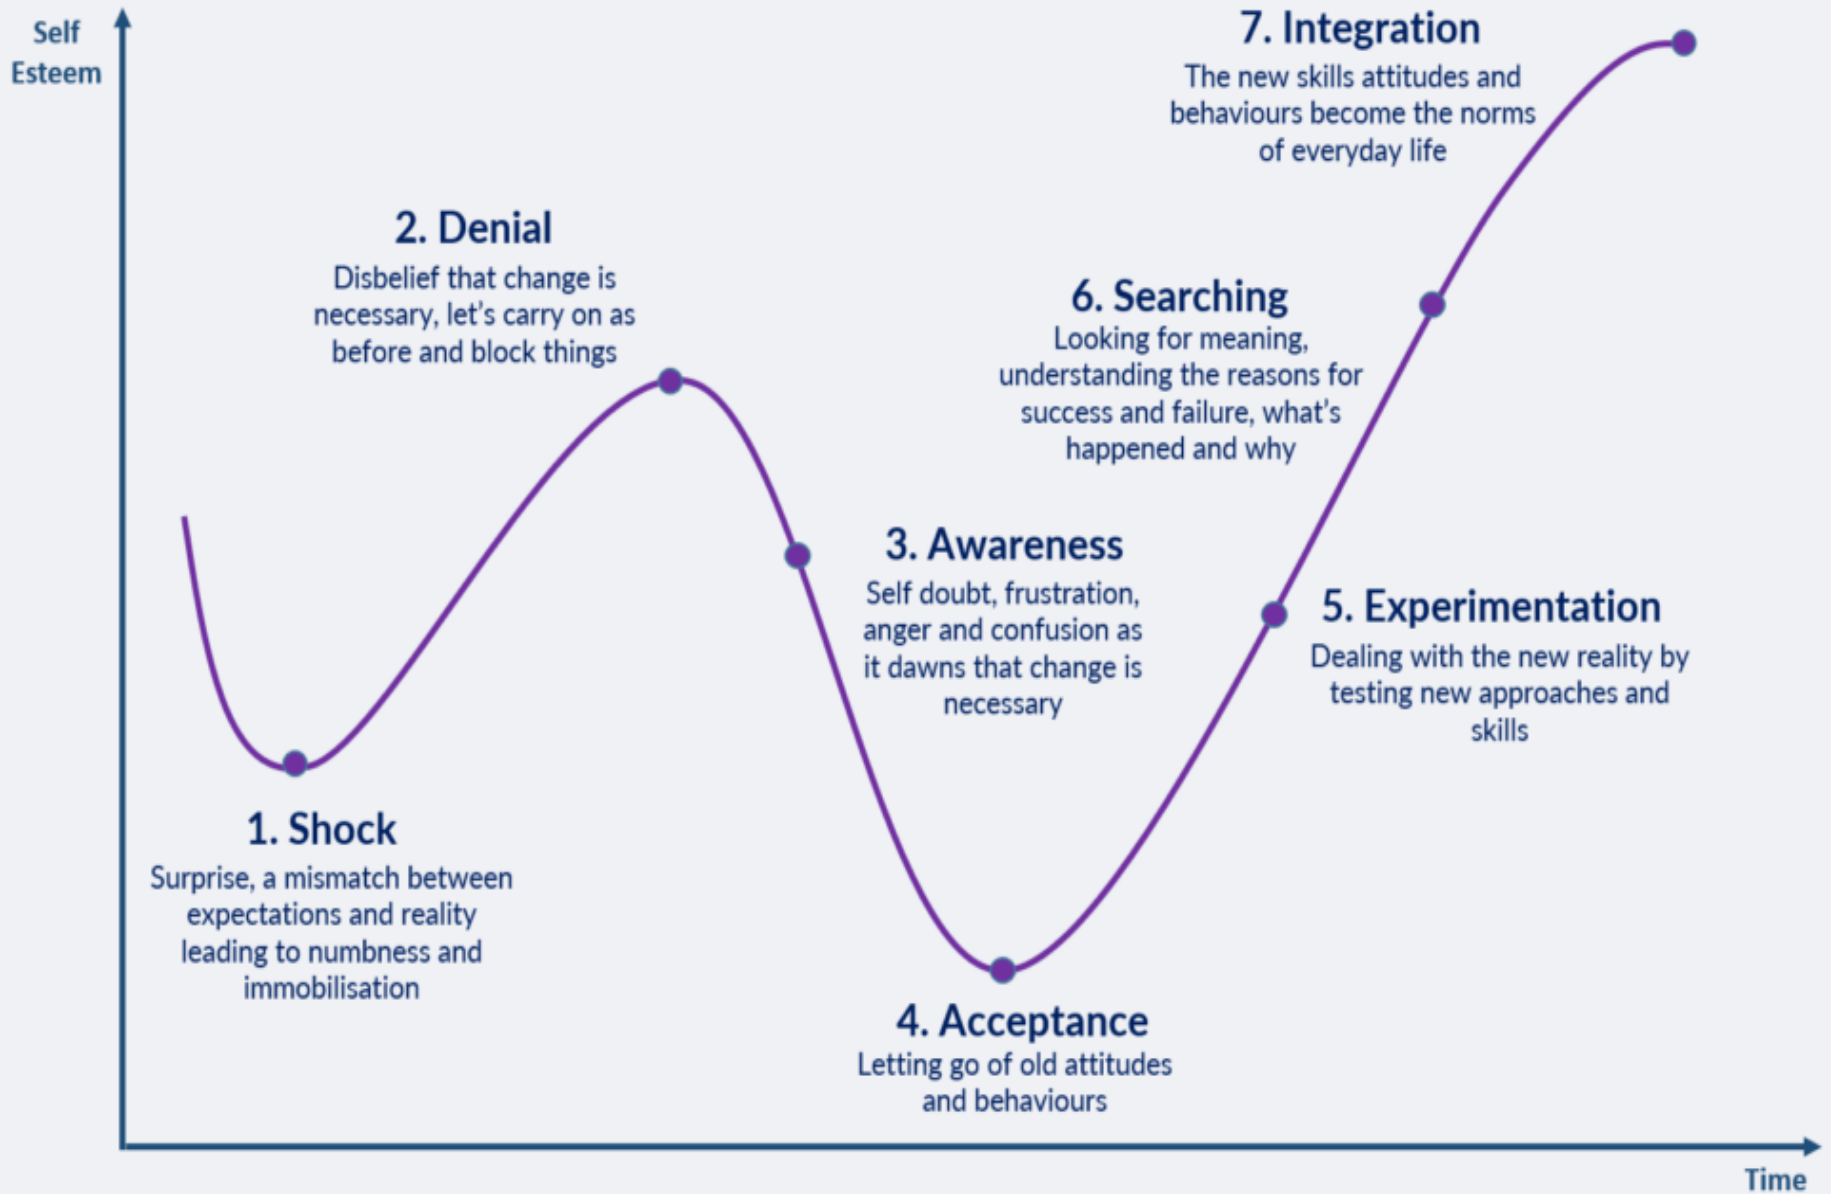 Self
Esteem
7. Integration
The new skills attitudes and
behaviours become the norms
of everyday life
2. Denial
Disbelief that change is
necessary, let's carry on as
before and block things
6. Searching
Looking for meaning,
understanding the reasons for
success and failure, what's
happened and why
3. Awareness
Self doubt, frustration,
anger and confusion as
it dawns that change is
necessary
5. Experimentation
Dealing with the new reality by
testing new approaches and
skills
1. Shock
Surprise, a mismatch between
expectations and reality
leading to numbness and
immobilisation
4. Acceptance
Letting go of old attitudes
and behaviours
Time